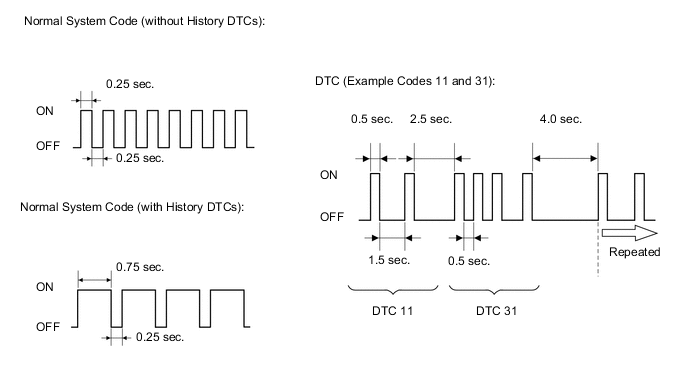 Normal System Code (without History DTCs):
0.25 sec.
ON
OFF
0.25 sec.
Normal System Code (with History DTCs):
0.75 sec.
ON
OFF
0.25 sec.
DTC (Example Codes 11 and 31):
0.5 sec. 2.5 sec. 4.0 sec.
ON
OFF
Repeated
1.5 sec. 0.5 sec.
DTC 11 DTC 31